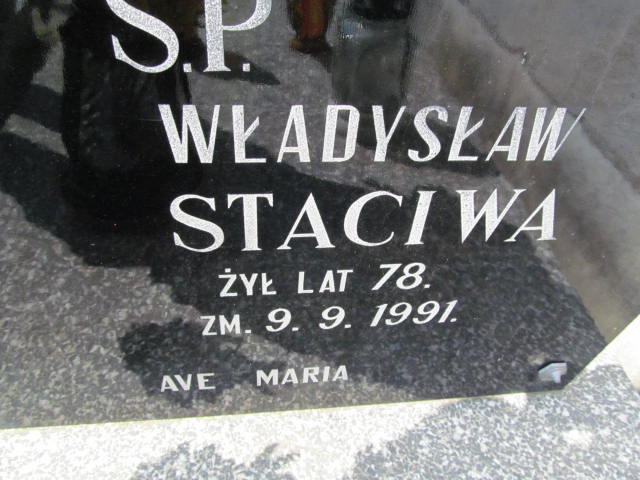 S.P.
WŁADYSŁAW
STACIWA
ŻYŁ LAT 78.
ZM. 9. 9. 1991.
AVE MARIA